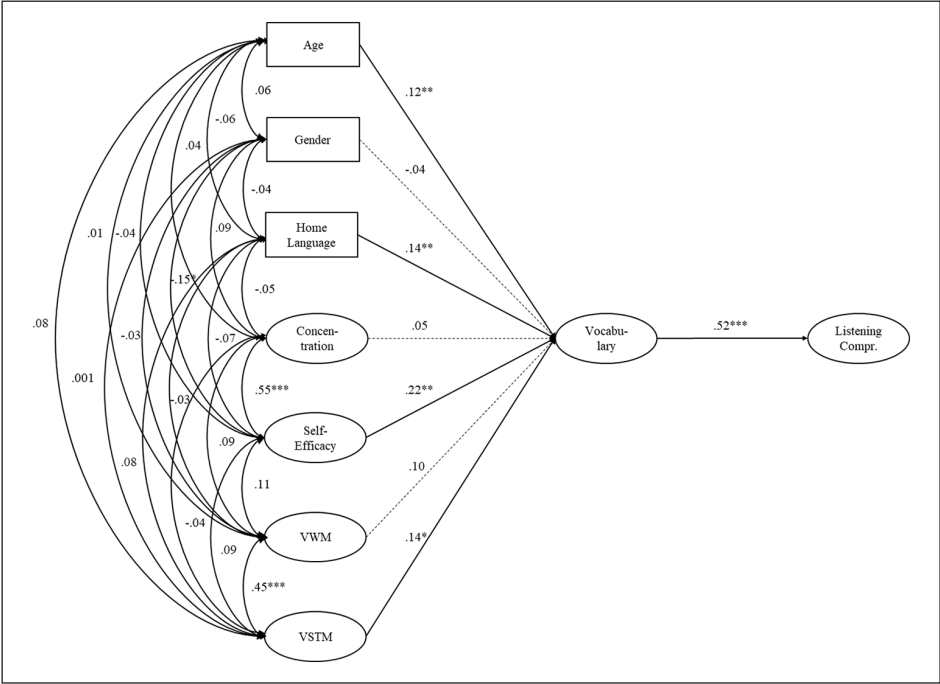 Age
.12**
.06
-.06
.04
Gender
-.04
-.04
Home
Language
.09
.01
-.04
.14**
-.15*
-.05
.08
-.03
-.07
Concen-
tration
.05
Vocabu-
lary
.52***
Listening
Compr.
.001
-.03
.55***
.22**
Self-
Efficacy
.09
.08
.10
.11
-.04
.09
VWM
.14*
.45***
VSTM